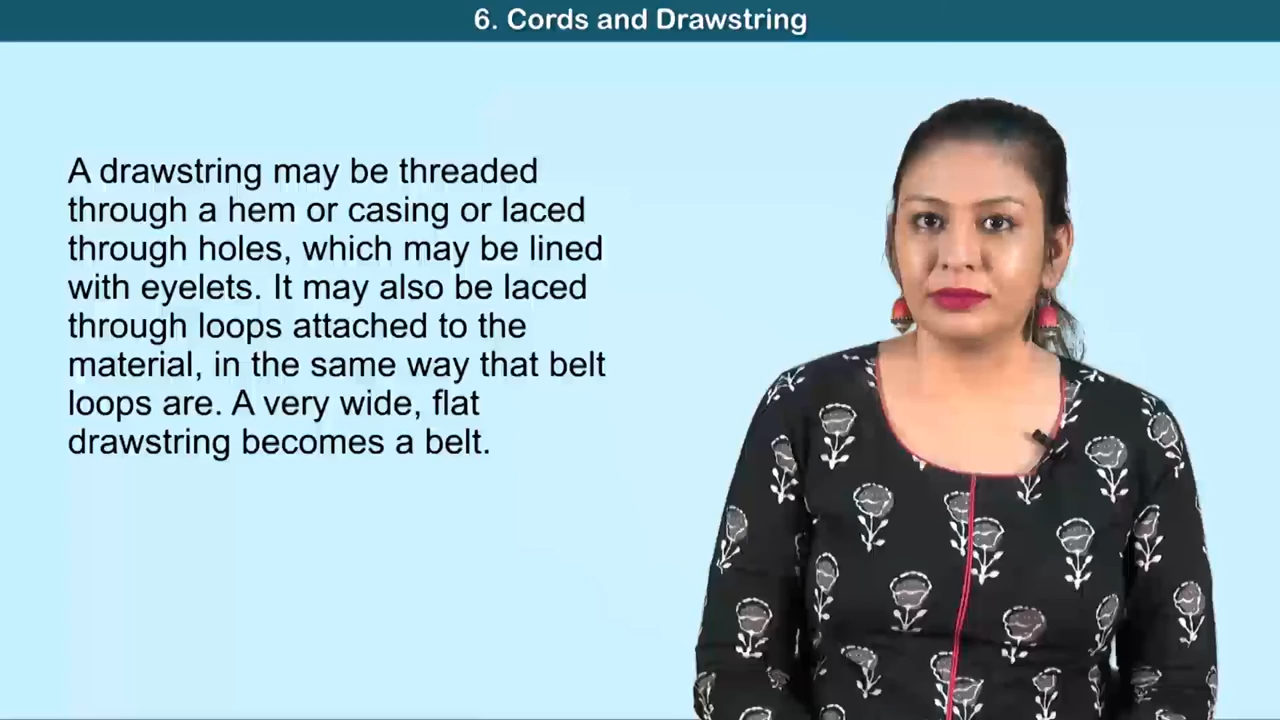 6. Cords and Drawstring
A drawstring may be threaded
through a hem or casing or laced
through holes, which may be lined
with eyelets. It may also be laced
through loops attached to the
material, in the same way that belt
loops are. A very wide, flat
drawstring becomes a belt.